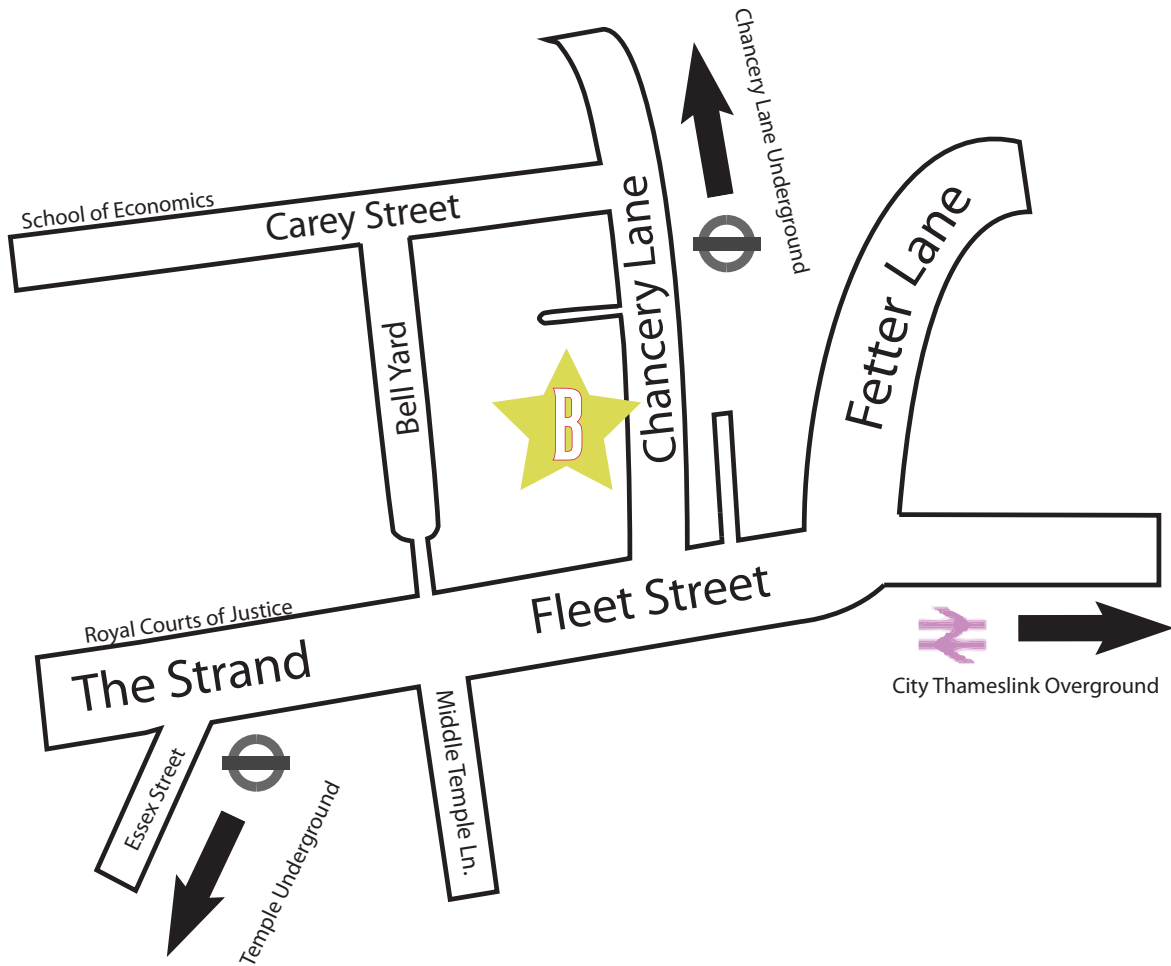 Chancery Lane Underground
School of Economics
Carey Street
Chancery Lane
Fetter Lane
Bell Yard
B
Fleet Street
Royal Courts of Justice
The Strand
City Thameslink Overground
Middle Temple Ln.
Essex Street
Temple Underground